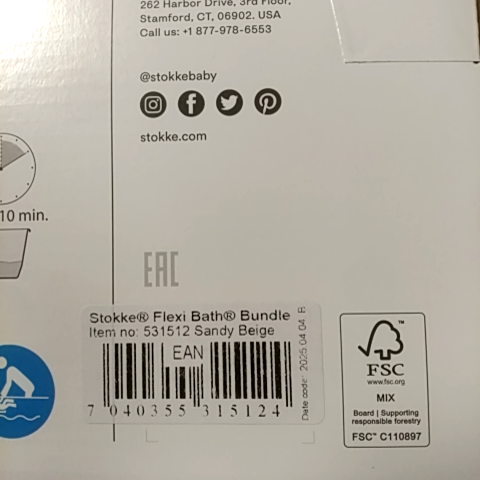 262 Harbor Drive, 3rd Floor,
Stamford, CT, 06902. USA
Call us: +1 877-978-6553
@stokkebaby
stokke.com
10 min.
EAC
Stokke® Flexi Bath® Bundle
Item no: 531512 Sandy Beige
EAN
7 040355 315124
Date code: 2025 04 04 R
FSC
www.fsc.org
MIX
Board | Supporting
responsible forestry
FSC™ C110897